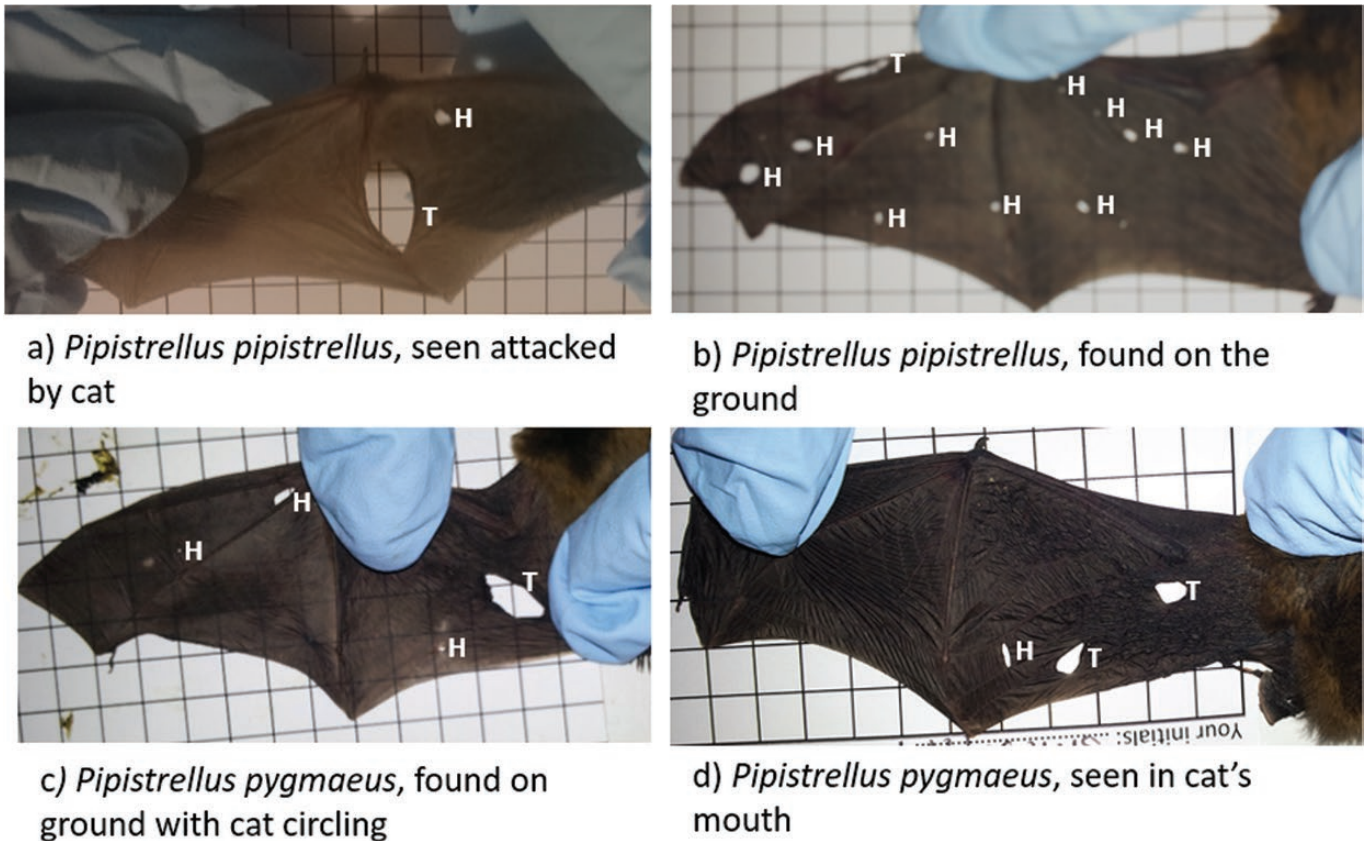 H
T
a) Pipistrellus pipistrellus, seen attacked
by cat
T
H
H
H
H
H
H
H
H
H
H
b) Pipistrellus pipistrellus, found on the
ground
H
H
T
H
c) Pipistrellus pygmaeus, found on
ground with cat circling
T
H
T
Your initials:
d) Pipistrellus pygmaeus, seen in cat's
mouth